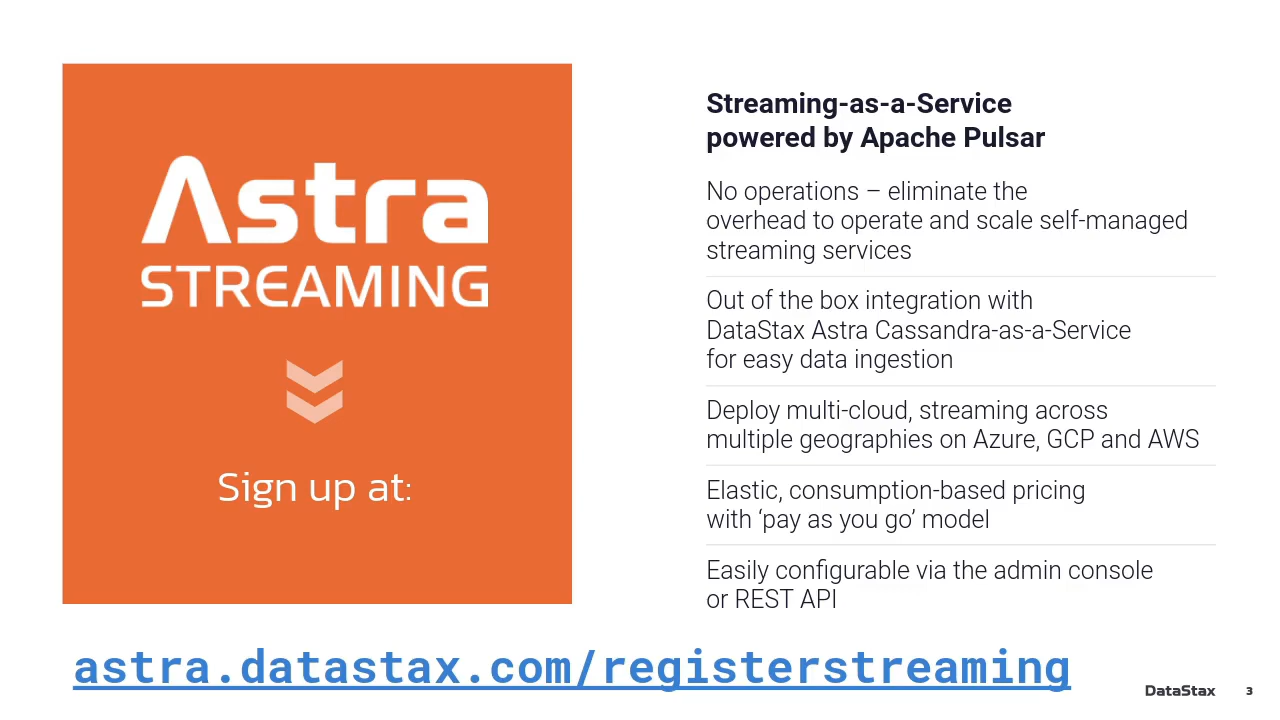 Astra
STREAMING
Sign up at:
Streaming-as-a-Service
powered by Apache Pulsar
No operations – eliminate the
overhead to operate and scale self-managed
streaming services
Out of the box integration with
DataStax Astra Cassandra-as-a-Service
for easy data ingestion
Deploy multi-cloud, streaming across
multiple geographies on Azure, GCP and AWS
Elastic, consumption-based pricing
with ‘pay as you go’ model
Easily configurable via the admin console
or REST API
astra.datastax.com/registerstreaming
DataStax 3